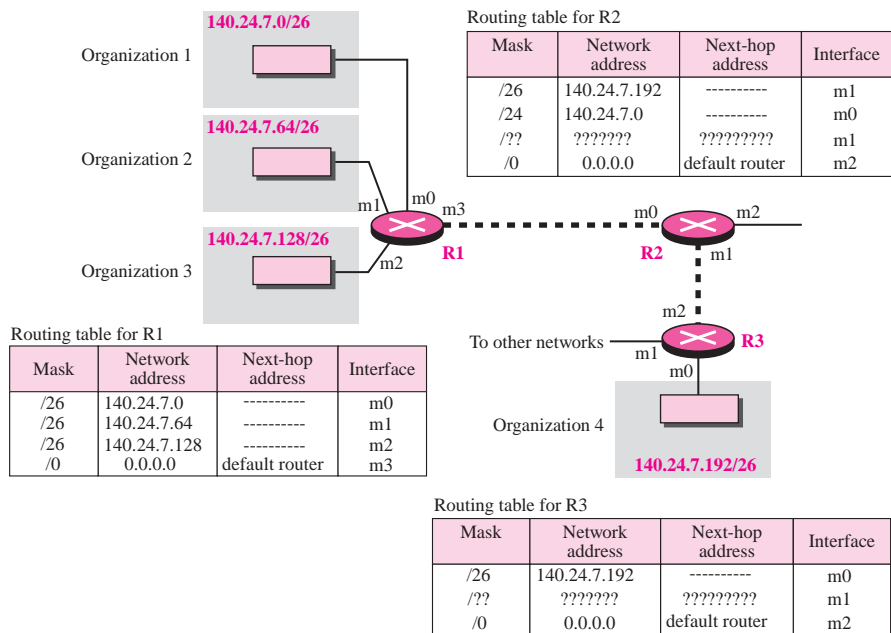 140.24.7.0/26
Organization 1
140.24.7.64/26
Organization 2
140.24.7.128/26
Organization 3
Routing table for R2
Mask Network address Next-hop address Interface
/26 140.24.7.192 ---------- m1
/24 140.24.7.0 ---------- m0
/?? ??????? ????????? m1
/0 0.0.0.0 default router m2
m0
m1
m3
m2
R1
m0
m2
R2
m1
m2
To other networks
m1
R3
m0
Organization 4
140.24.7.192/26
Routing table for R1
Mask Network address Next-hop address Interface
/26 140.24.7.0 ---------- m0
/26 140.24.7.64 ---------- m1
/26 140.24.7.128 ---------- m2
/0 0.0.0.0 default router m3
Routing table for R3
Mask Network address Next-hop address Interface
/26 140.24.7.192 ---------- m0
/?? ??????? ????????? m1
/0 0.0.0.0 default router m2